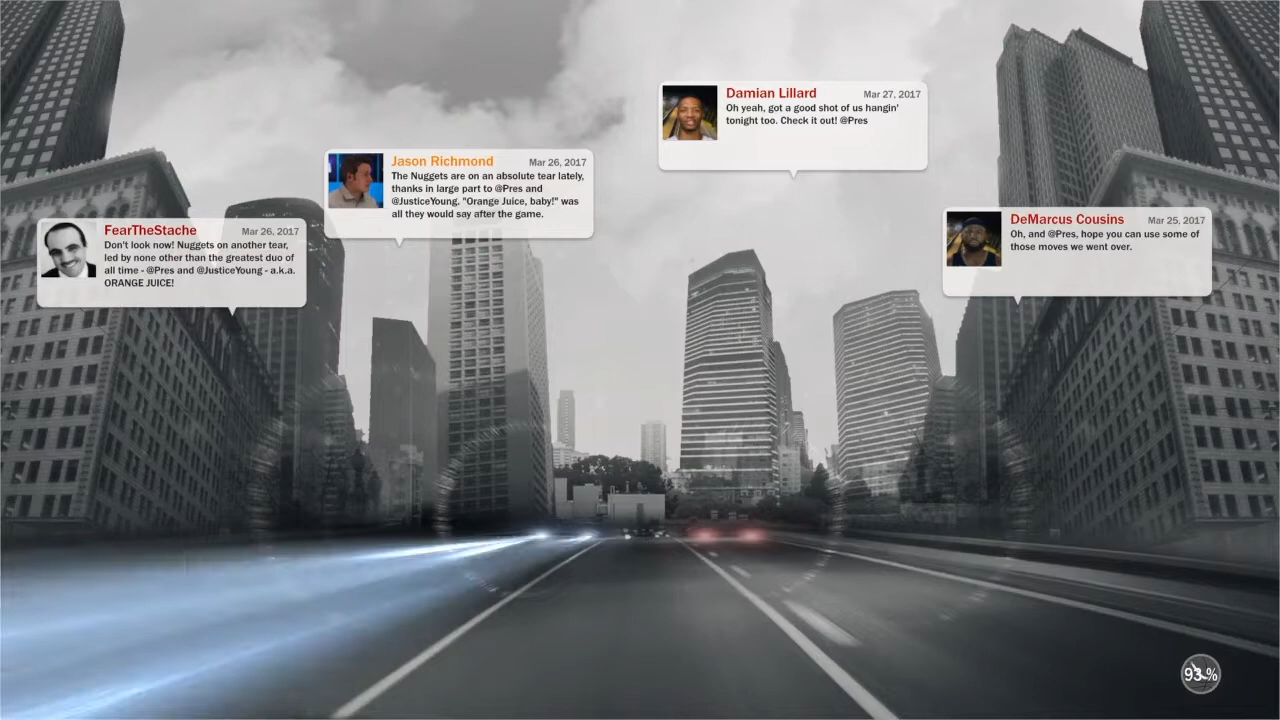 Damian Lillard
Mar 27, 2017
Oh yeah, got a good shot of us hangin'
tonight too. Check it out! @Pres
Jason Richmond
Mar 26, 2017
The Nuggets are on an absolute tear lately,
thanks in large part to @Pres and
@JusticeYoung. "Orange Juice, baby!" was
all they would say after the game.
DeMarcus Cousins
Mar 25, 2017
Oh, and @Pres, hope you can use some of
those moves we went over.
FearTheStache
Mar 26, 2017
Don't look now! Nuggets on another tear,
led by none other than the greatest duo of
all time - @Pres and @JusticeYoung - a.k.a.
ORANGE JUICE!
93%